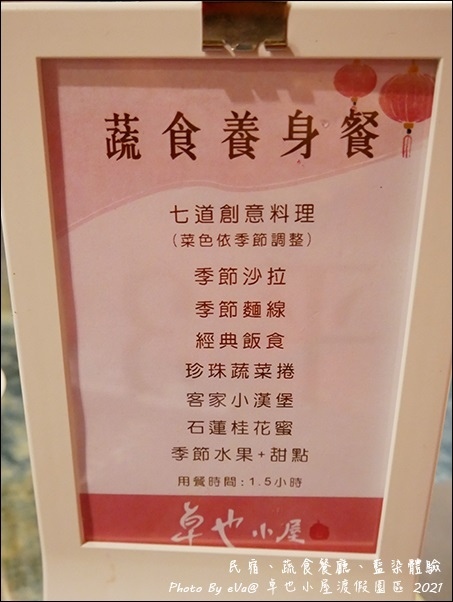 蔬食養身餐
七道創意料理
(菜色依季節調整)
季節沙拉
季節麵線
經典飯食
珍珠蔬菜捲
客家小漢堡
石蓮桂花蜜
季節水果+甜點
用餐時間:1.5小時
卓也小屋
民宿、蔬食餐廳、藍染體驗
Photo By eVa@ 卓也小屋渡假園區 2021